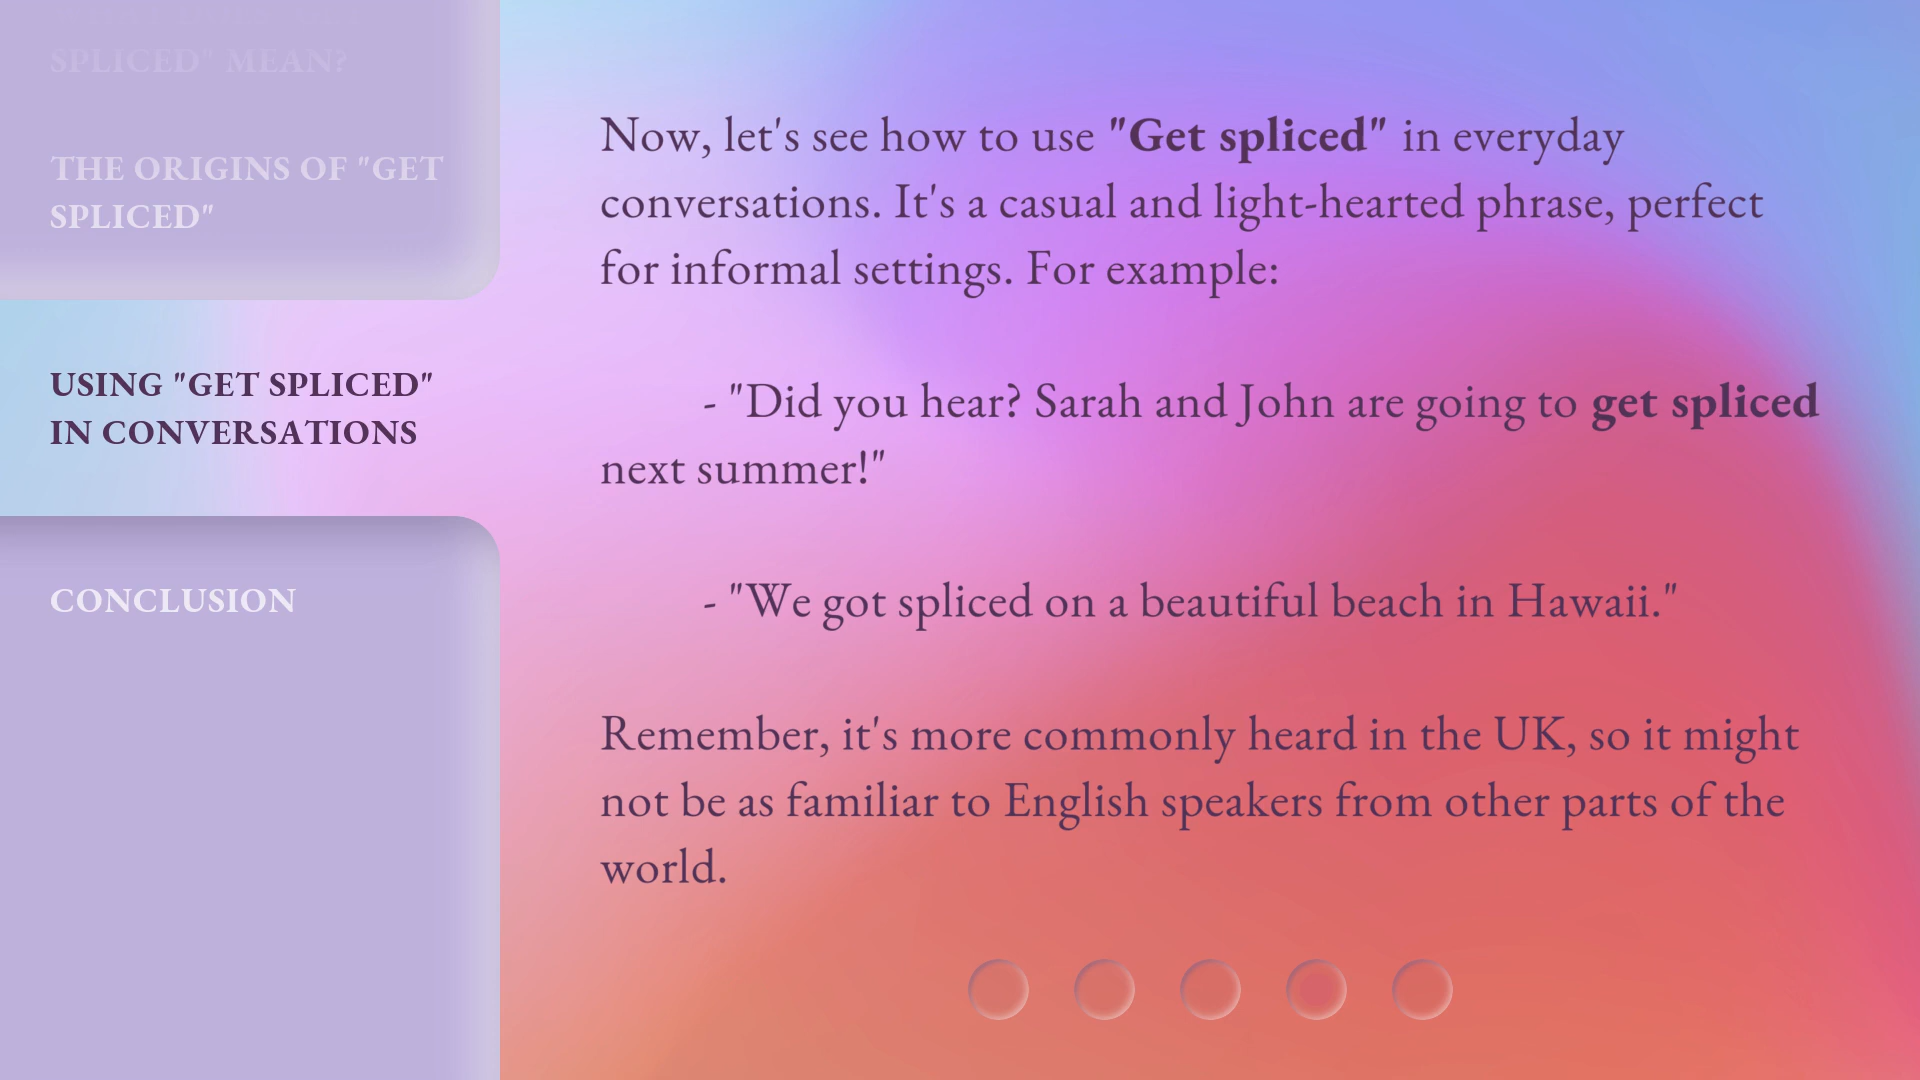 SPLICED" MEAN?
THE ORIGINS OF "GET
SPLICED"
USING "GET SPLICED"
IN CONVERSATIONS
CONCLUSION
Now, let's see how to use "Get spliced" in everyday
conversations. It's a casual and light-hearted phrase, perfect
for informal settings. For example:
- "Did you hear? Sarah and John are going to get spliced
next summer!"
- "We got spliced on a beautiful beach in Hawaii."
Remember, it's more commonly heard in the UK, so it might
not be as familiar to English speakers from other parts of the
world.